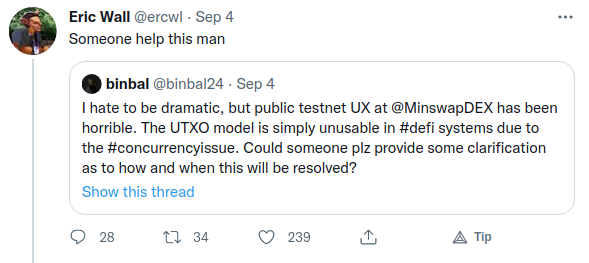 Eric Wall @ercwl · Sep 4
Someone help this man
binbal @binbal24 · Sep 4
I hate to be dramatic, but public testnet UX at @MinswapDEX has been
horrible. The UTXO model is simply unusable in #defi systems due to
the #concurrencyissue. Could someone plz provide some clarification
as to how and when this will be resolved?
Show this thread
28 34 239 Tip